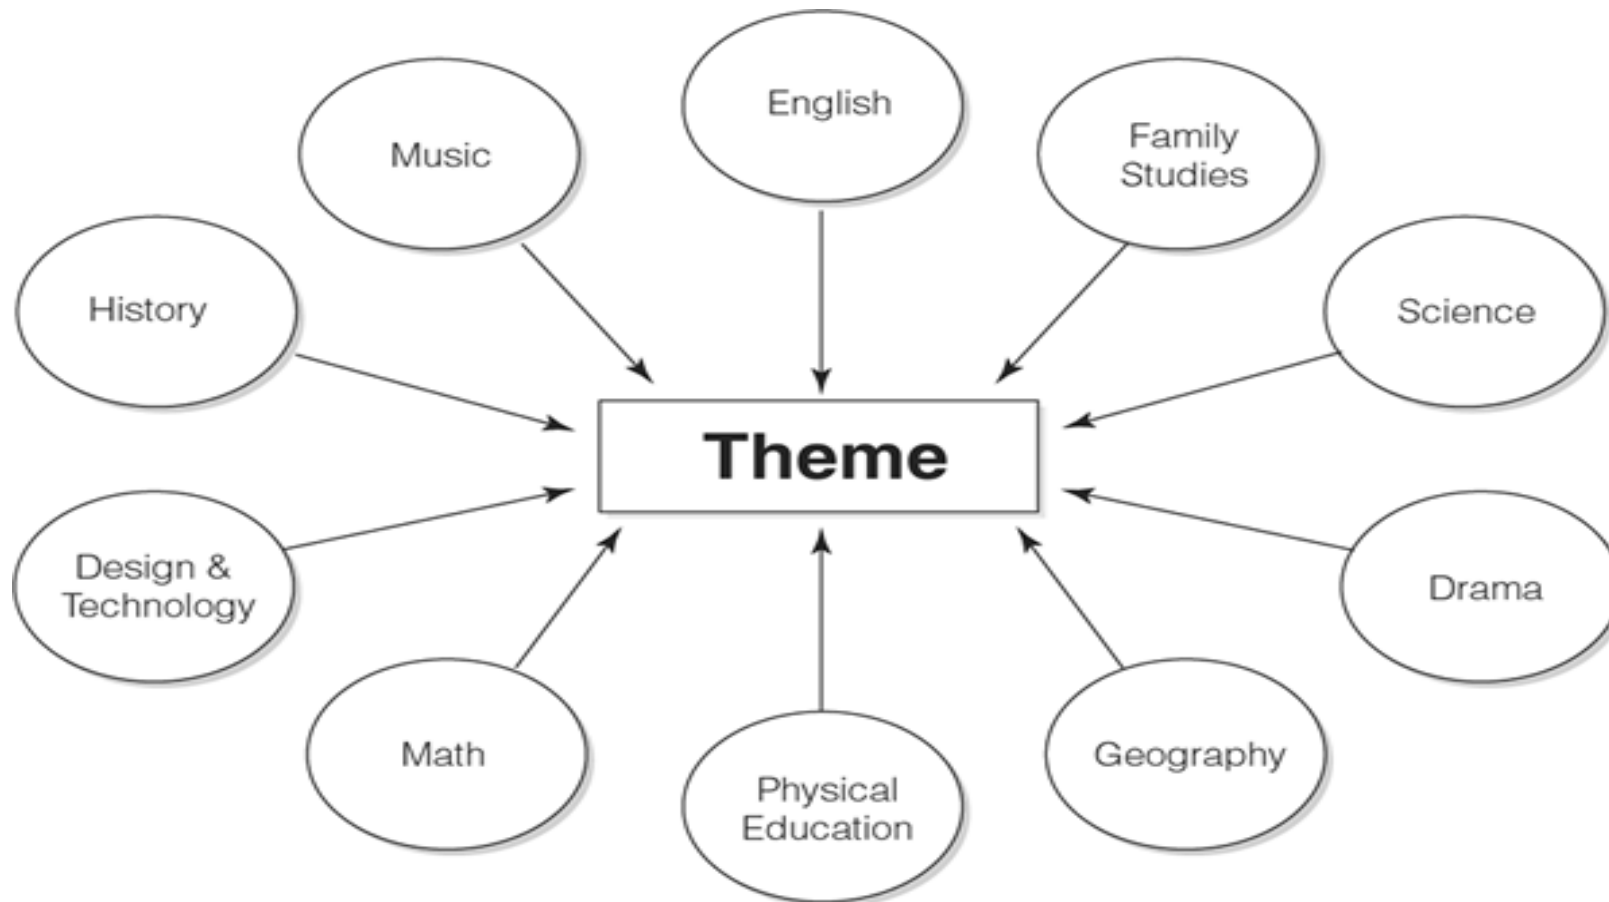 English
Music
Family
Studies
History
Science
Theme
Design &
Technology
Drama
Math
Geography
Physical
Education